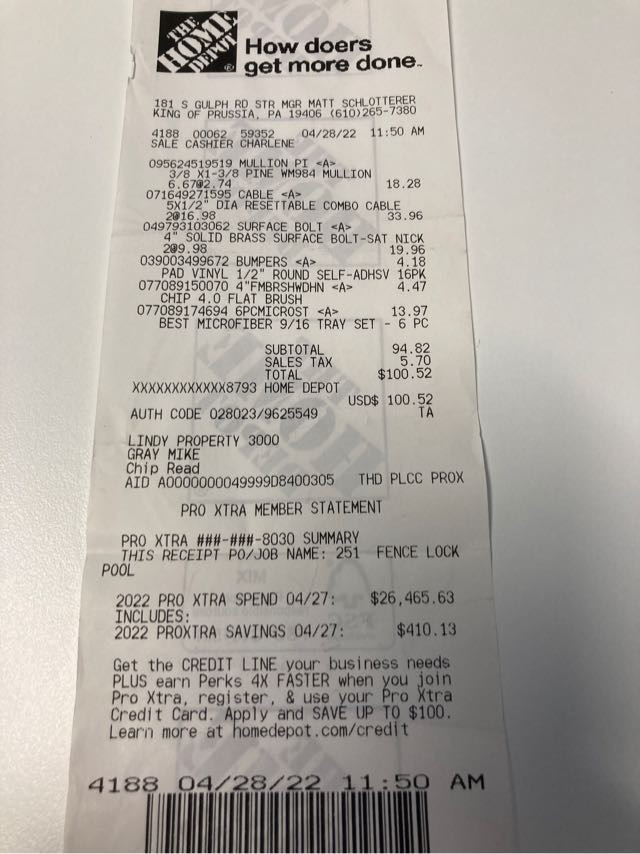 THE
HOME
DEPOT
How doers
get more done
181 S GULPH RD STR MGR MATT SCHLOTTERER
KING OF PRUSSIA, PA 19406 (610)265-7380
4188 00062 59352 04/28/22 11:50 AM
SALE CASHIER CHARLENE
095624519519 MULLION PI <A>
3/8 X1-3/8 PINE WM984 MULLION
6.67@2.74 18.28
071649271595 CABLE <A>
5X1/2" DIA RESETTABLE COMBO CABLE
2@16.98 33.96
049793103062 SURFACE BOLT <A>
4" SOLID BRASS SURFACE BOLT-SAT NICK
2@9.98 19.96
039003499672 BUMPERS <A> 4.18
PAD VINYL 1/2" ROUND SELF-ADHSV 16PK
077089150070 4"FMBRSHWDHN <A> 4.47
CHIP 4.0 FLAT BRUSH
077089174694 6PCMICROST <A> 13.97
BEST MICROFIBER 9/16 TRAY SET - 6 PC
SUBTOTAL 94.82
SALES TAX 5.70
TOTAL $100.52
XXXXXXXXXXXX8793 HOME DEPOT
USD$ 100.52
AUTH CODE 028023/9625549 TA
LINDY PROPERTY 3000
GRAY MIKE
Chip Read
AID A0000000049999D8400305 THD PLCC PROX
PRO XTRA MEMBER STATEMENT
PRO XTRA ###-###-8030 SUMMARY
THIS RECEIPT PO/JOB NAME: 251 FENCE LOCK
POOL
2022 PRO XTRA SPEND 04/27: $26,465.63
INCLUDES:
2022 PROXTRA SAVINGS 04/27: $410.13
Get the CREDIT LINE your business needs
PLUS earn Perks 4X FASTER when you join
Pro Xtra, register, & use your Pro Xtra
Credit Card. Apply and SAVE UP TO $100.
Learn more at homedepot.com/credit
4188 04/28/22 11:50 AM